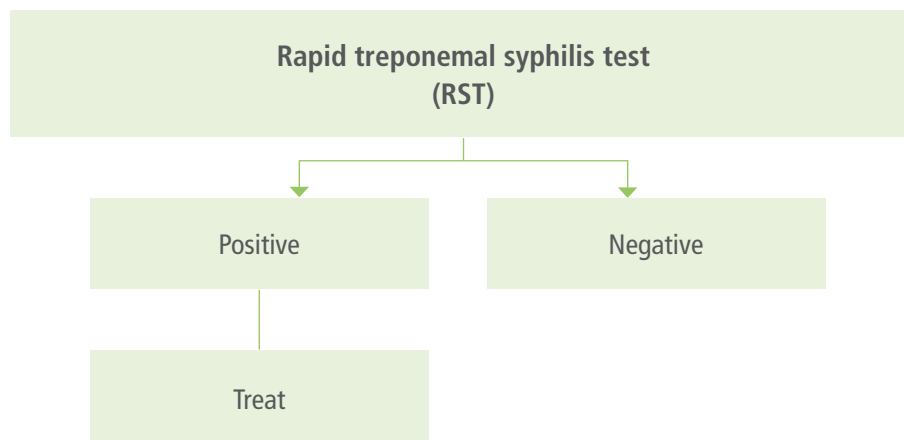 Rapid treponemal syphilis test
(RST)
Positive
Negative
Treat